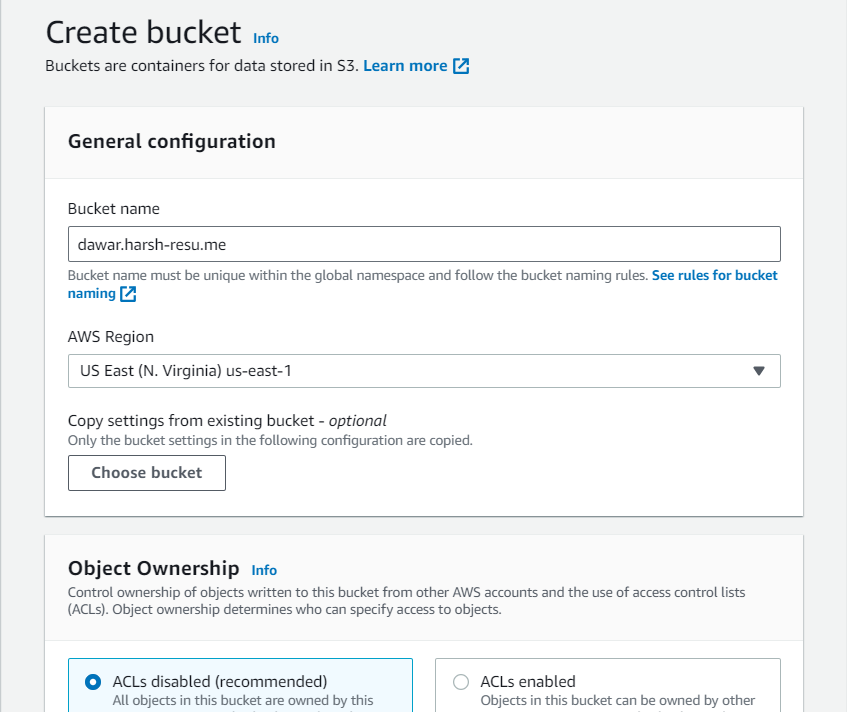 Create bucket Info
Buckets are containers for data stored in S3. Learn more
General configuration
Bucket name
dawar.harsh-resu.me
Bucket name must be unique within the global namespace and follow the bucket naming rules. See rules for bucket
naming
AWS Region
US East (N. Virginia) us-east-1
Copy settings from existing bucket - optional
Only the bucket settings in the following configuration are copied.
Choose bucket
Object Ownership Info
Control ownership of objects written to this bucket from other AWS accounts and the use of access control lists
(ACLs). Object ownership determines who can specify access to objects.
ACLs disabled (recommended)
All objects in this bucket are owned by this
ACLs enabled
Objects in this bucket can be owned by other